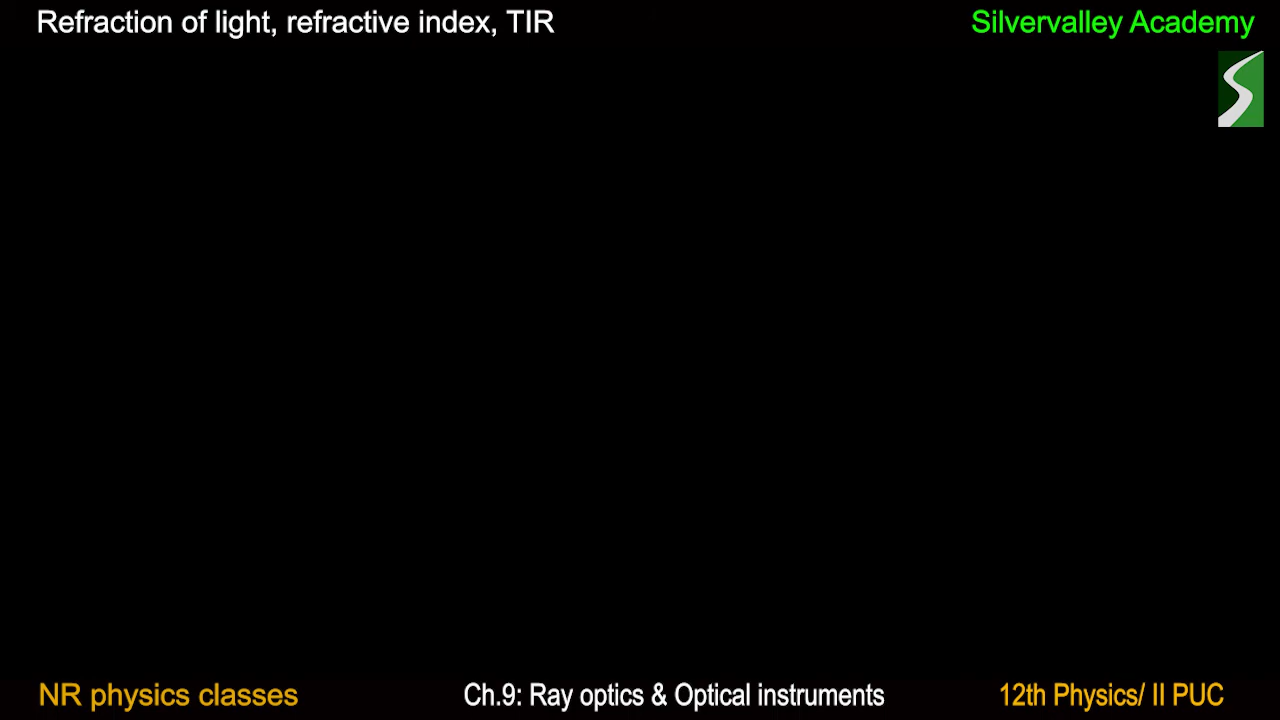 Refraction of light, refractive index, TIR
Silvervalley Academy
NR physics classes
Ch.9: Ray optics & Optical instruments
12th Physics/ II PUC